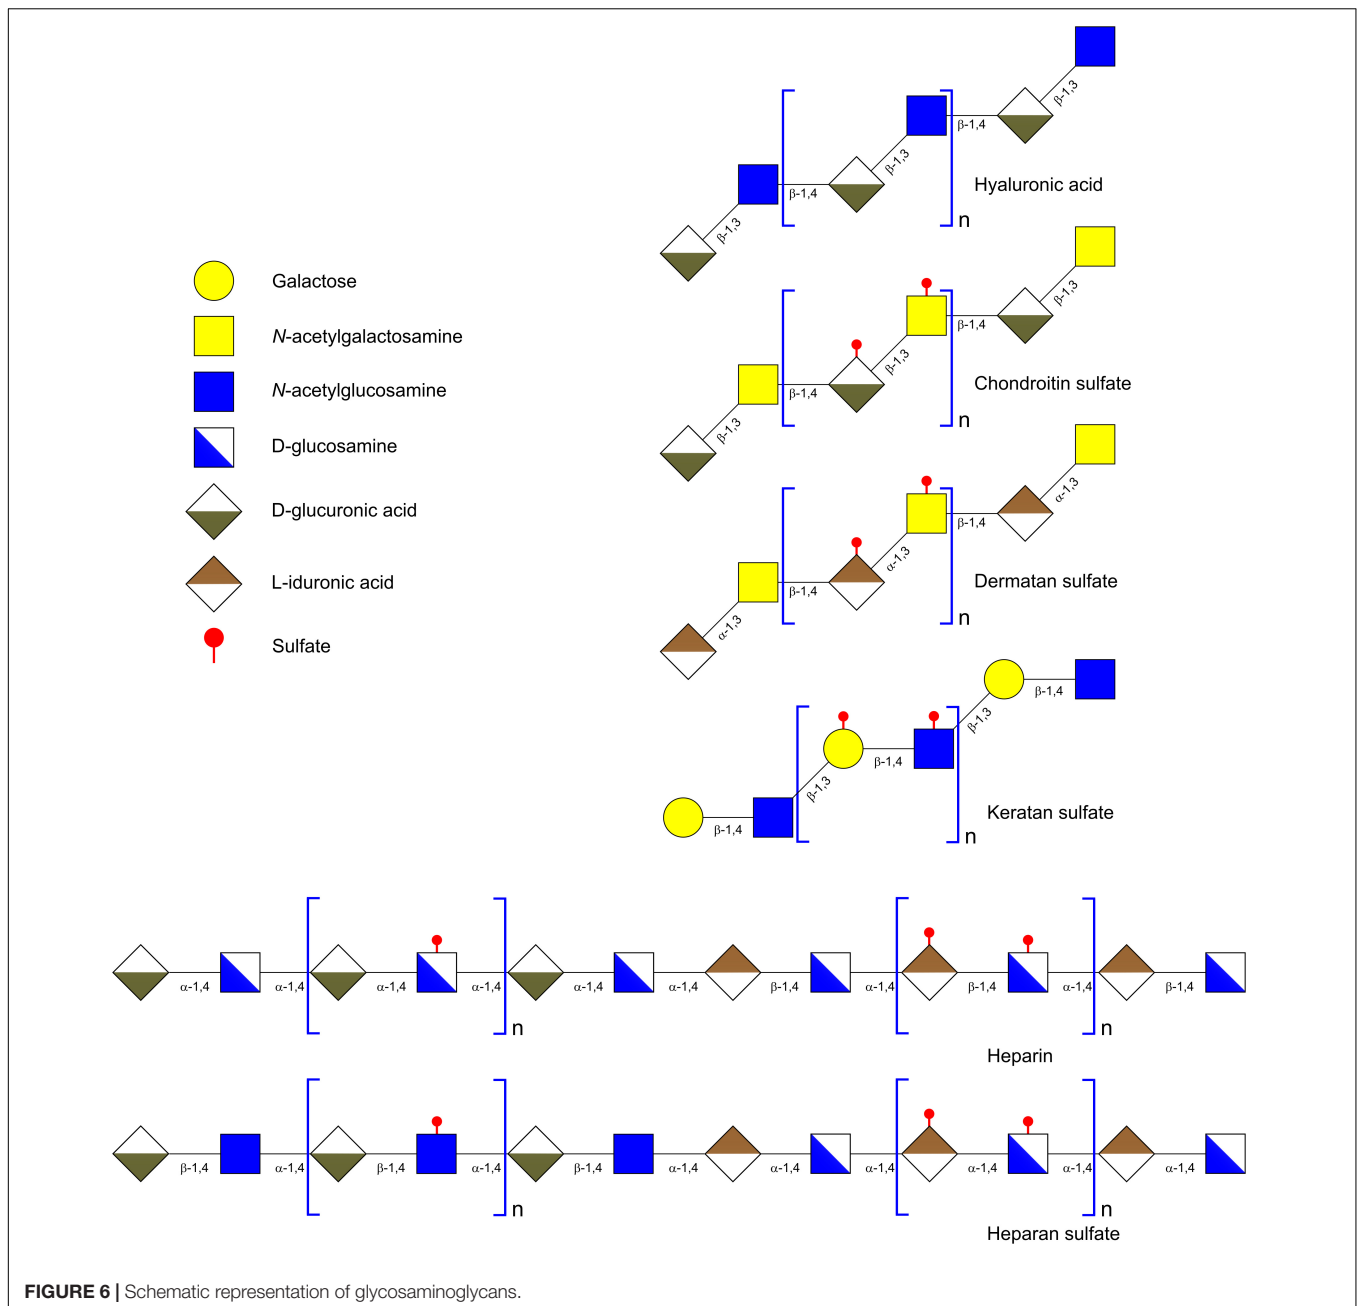 β-1,3
β-1,4
β-1,3
β-1,4
β-1,3
n
Hyaluronic acid
Galactose
N-acetylgalactosamine
N-acetylglucosamine
D-glucosamine
D-glucuronic acid
L-iduronic acid
Sulfate
β-1,3
β-1,4
β-1,3
β-1,4
β-1,3
n
Chondroitin sulfate
α-1,3
β-1,4
α-1,3
β-1,4
α-1,3
n
Dermatan sulfate
β-1,4
β-1,3
β-1,4
β-1,3
β-1,4
n
Keratan sulfate
α-1,4 α-1,4 α-1,4 α-1,4 α-1,4 α-1,4 β-1,4 α-1,4 β-1,4 α-1,4 β-1,4
n n
Heparin
β-1,4 α-1,4 β-1,4 α-1,4 β-1,4 α-1,4 α-1,4 α-1,4 α-1,4 α-1,4 α-1,4
n n
Heparan sulfate
FIGURE 6 | Schematic representation of glycosaminoglycans.